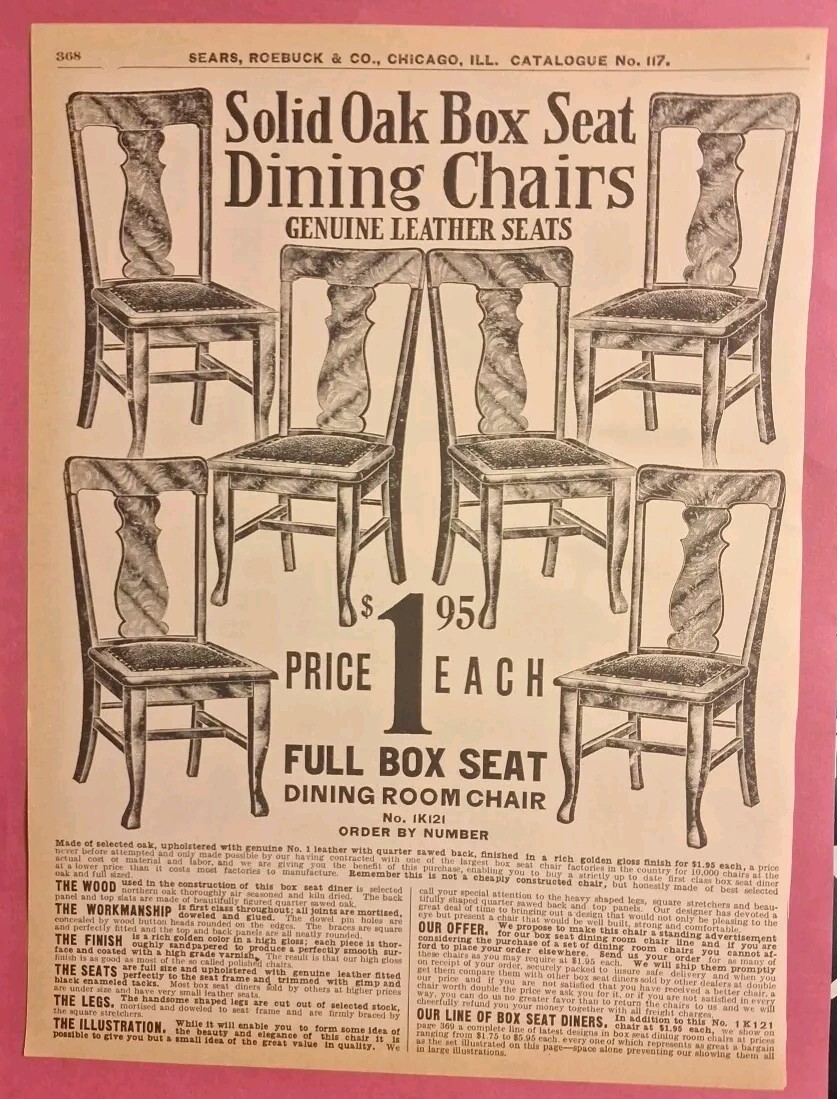 368
SEARS, ROEBUCK & CO., CHICAGO, ILL. CATALOGUE No. 117.
Solid Oak Box Seat
Dining Chairs
GENUINE LEATHER SEATS
$1 95
PRICE EACH
FULL BOX SEAT
DINING ROOM CHAIR
No. 1K121
ORDER BY NUMBER
Made of selected oak, upholstered with genuine No. 1 leather with quarter sawed back, finished in a rich golden gloss finish for $1.95 each, a price
never before attempted and only made possible by our having contracted with one of the largest box seat chair factories in the country for 10,000 chairs at the
actual cost of material and labor, and we are giving you the benefit of this purchase, enabling you to buy a strictly up to date first class box seat diner
at a lower price than it costs most factories to manufacture. Remember this is not a cheaply constructed chair, but honestly made of best selected
oak and full sized.
THE WOOD used in the construction of this box seat diner is selected
northern oak thoroughly air seasoned and kiln dried. The back
panel and top slats are made of beautifully figured quarter sawed oak.
THE WORKMANSHIP is first class throughout; all joints are mortised,
doweled and glued. The dowel pin holes are
concealed by wood button heads rounded on the edges. The braces are square
and perfectly fitted and the top and back panels are all neatly rounded.
THE FINISH is a rich golden color in a high gloss; each piece is thor-
oughly sandpapered to produce a perfectly smooth sur-
face and coated with a high grade varnish. The result is that our high gloss
finish is as good as most of the so called polished chairs.
THE SEATS are full size and upholstered with genuine leather fitted
perfectly to the seat frame and trimmed with gimp and
black enameled tacks. Most box seat diners sold by others at higher prices
are under size and have very small leather seats.
THE LEGS. The handsome shaped legs are cut out of selected stock,
mortised and doweled to seat frame and are firmly braced by
the square stretchers.
THE ILLUSTRATION. While it will enable you to form some idea of
the beauty and elegance of this chair it is
possible to give you but a small idea of the great value in quality. We
call your special attention to the heavy shaped legs, square stretchers and beau-
tifully shaped quarter sawed back and top panels. Our designer has devoted a
great deal of time to bringing out a design that would not only be pleasing to the
eye but present a chair that would be well built, strong and comfortable.
OUR OFFER. We propose to make this chair a standing advertisement
for our box seat dining room chair line and if you are
considering the purchase of a set of dining room chairs you cannot af-
ford to place your order elsewhere. Send us your order for as many of
these chairs as you may require at $1.95 each. We will ship them promptly
on receipt of your order, securely packed to insure safe delivery and when you
get them compare them with other box seat diners sold by other dealers at double
our price and if you are not satisfied that you have received a better chair, a
chair worth double the price we ask you for it, or if you are not satisfied in every
way, you can do us no greater favor than to return the chairs to us and we will
cheerfully refund you your money together with all freight charges.
OUR LINE OF BOX SEAT DINERS. In addition to this No. 1K121
chair at $1.95 each, we show on
page 369 a complete line of latest designs in box seat dining room chairs at prices
ranging from $1.75 to $5.95 each, every one of which represents as great a bargain
as the set illustrated on this page—space alone preventing our showing them all
in large illustrations.